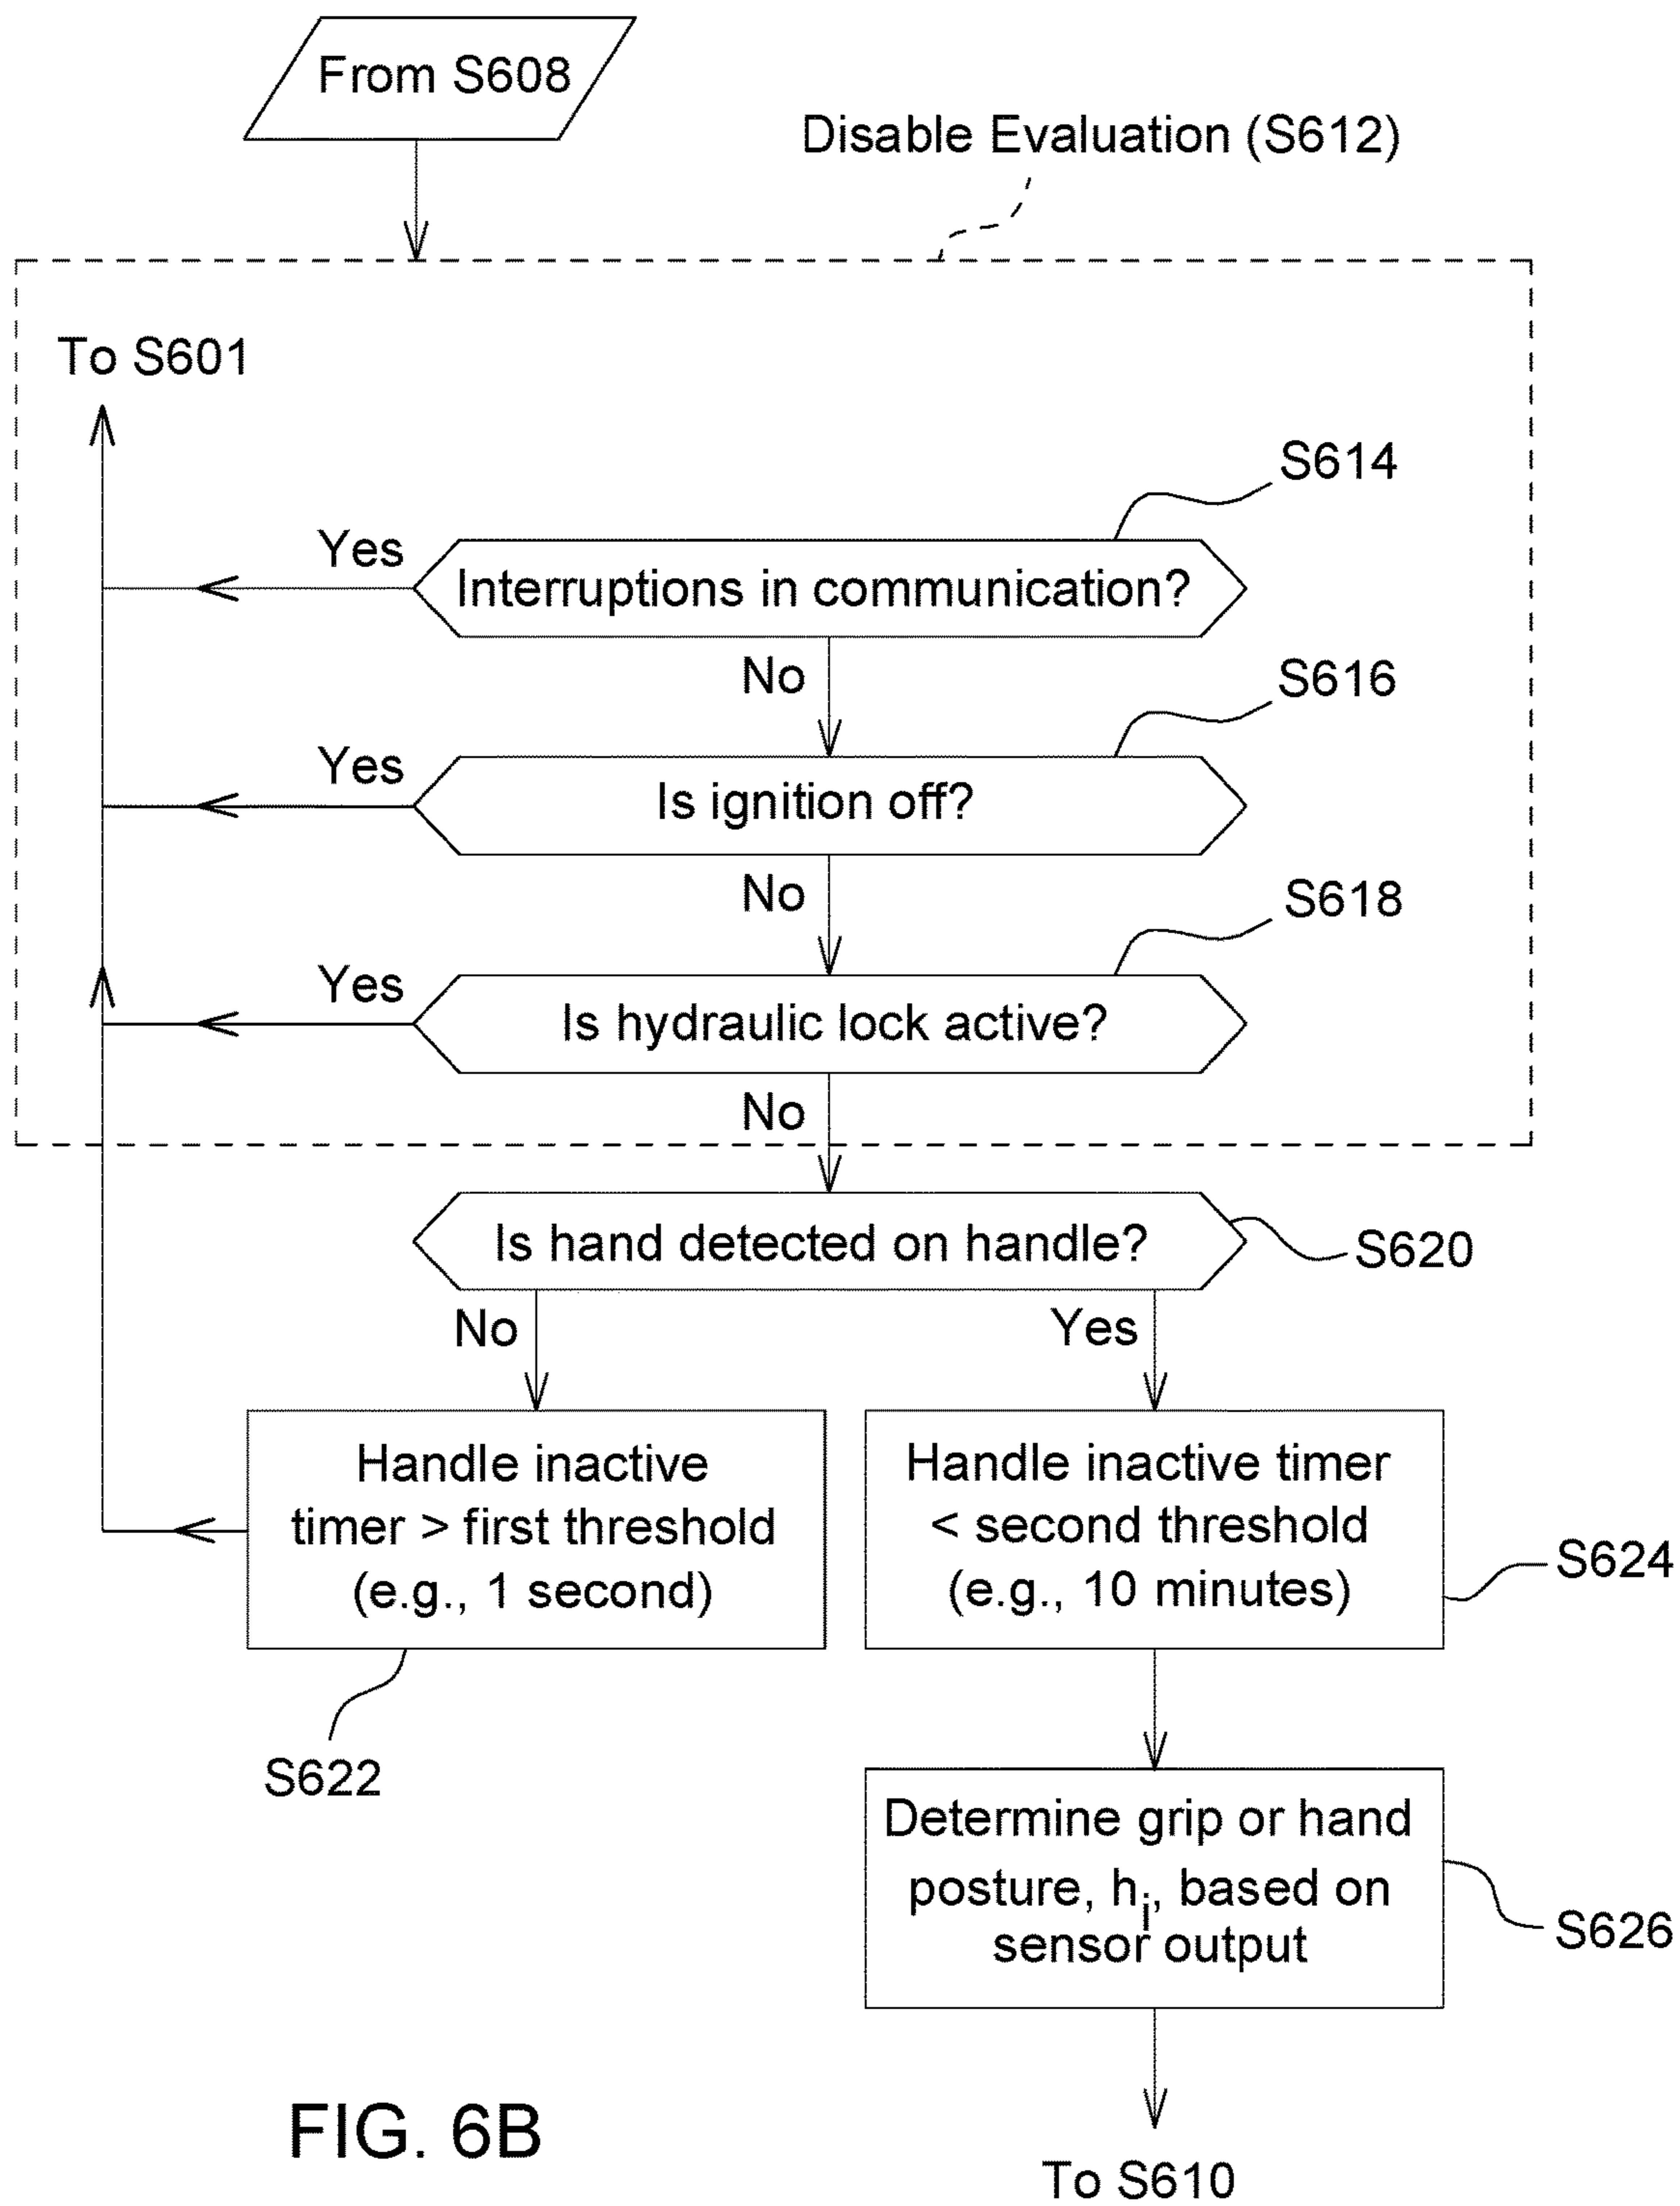 From S608
Disable Evaluation (S612)
To S601
S614
Yes
Interruptions in communication?
No
S616
Yes
Is ignition off?
No
S618
Yes
Is hydraulic lock active?
No
Is hand detected on handle?
S620
No
Yes
Handle inactive
timer > first threshold
(e.g., 1 second)
Handle inactive timer
< second threshold
(e.g., 10 minutes)
S624
S622
Determine grip or hand
posture, hi, based on
sensor output
S626
FIG. 6B
To S610